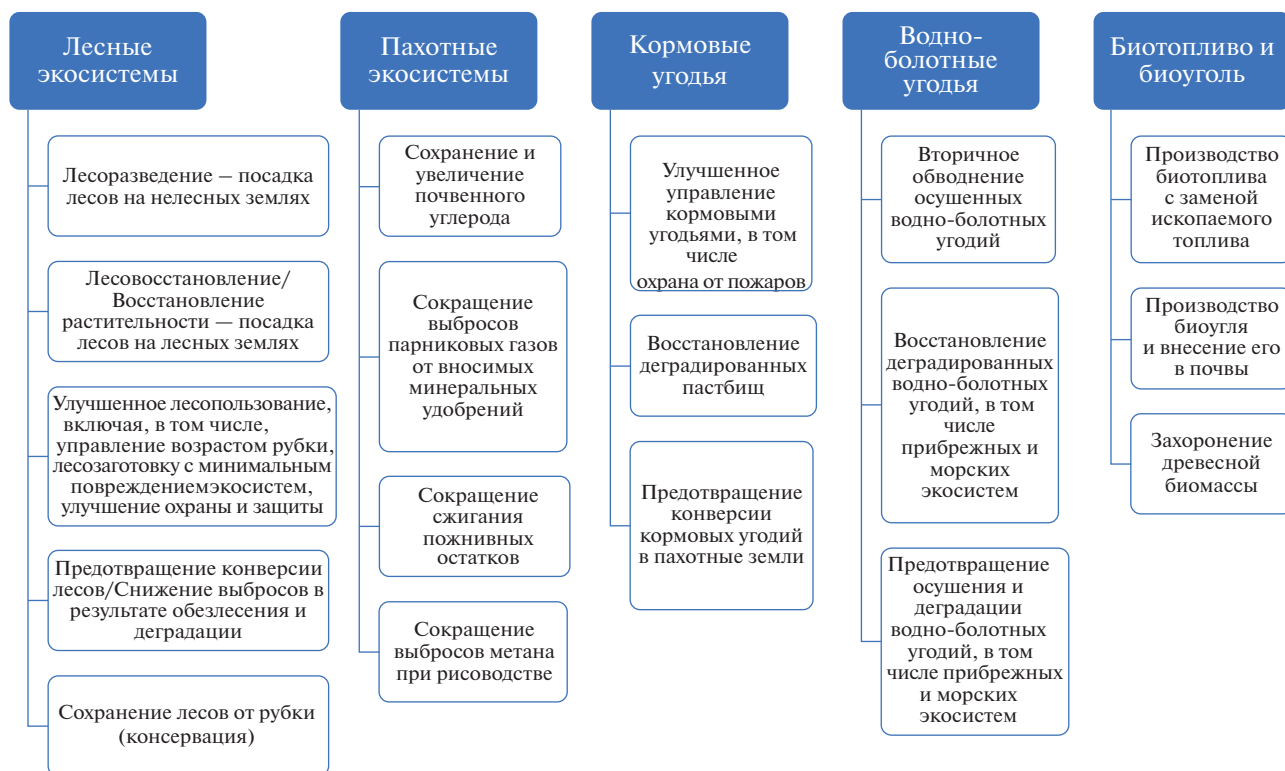 Лесные
экосистемы
Лесоразведение — посадка
лесов на нелесных землях
Лесовосстановление/
Восстановление
растительности — посадка
лесов на лесных землях
Улучшенное лесопользование,
включая, в том числе,
управление возрастом рубки,
лесозаготовку с минимальным
повреждениемэкосистем,
улучшение охраны и защиты
Предотвращение конверсии
лесов/Снижение выбросов в
результате обезлесения и
деградации
Сохранение лесов от рубки
(консервация)
Пахотные
экосистемы
Сохранение и
увеличение
почвенного
углерода
Сокращение
выбросов
парниковых газов
от вносимых
минеральных
удобрений
Сокращение
сжигания
пожнивных
остатков
Сокращение
выбросов метана
при рисоводстве
Кормовые
угодья
Улучшенное
управление
кормовыми
угодьями, в том
числе
охрана от пожаров
Восстановление
деградированных
пастбищ
Предотвращение
конверсии
кормовых угодий
в пахотные земли
Водно-
болотные
угодья
Вторичное
обводнение
осушенных
водно-болотных
угодий
Восстановление
деградированных
водно-болотных
угодий, в том
числе
прибрежных и
морских
экосистем
Предотвращение
осушения и
деградации
водно-болотных
угодий, в том
числе прибрежных
и морских
экосистем
Биотопливо и
биоуголь
Производство
биотоплива
с заменой
ископаемого
топлива
Производство
биоугля
и внесение его
в почвы
Захоронение
древесной
биомассы